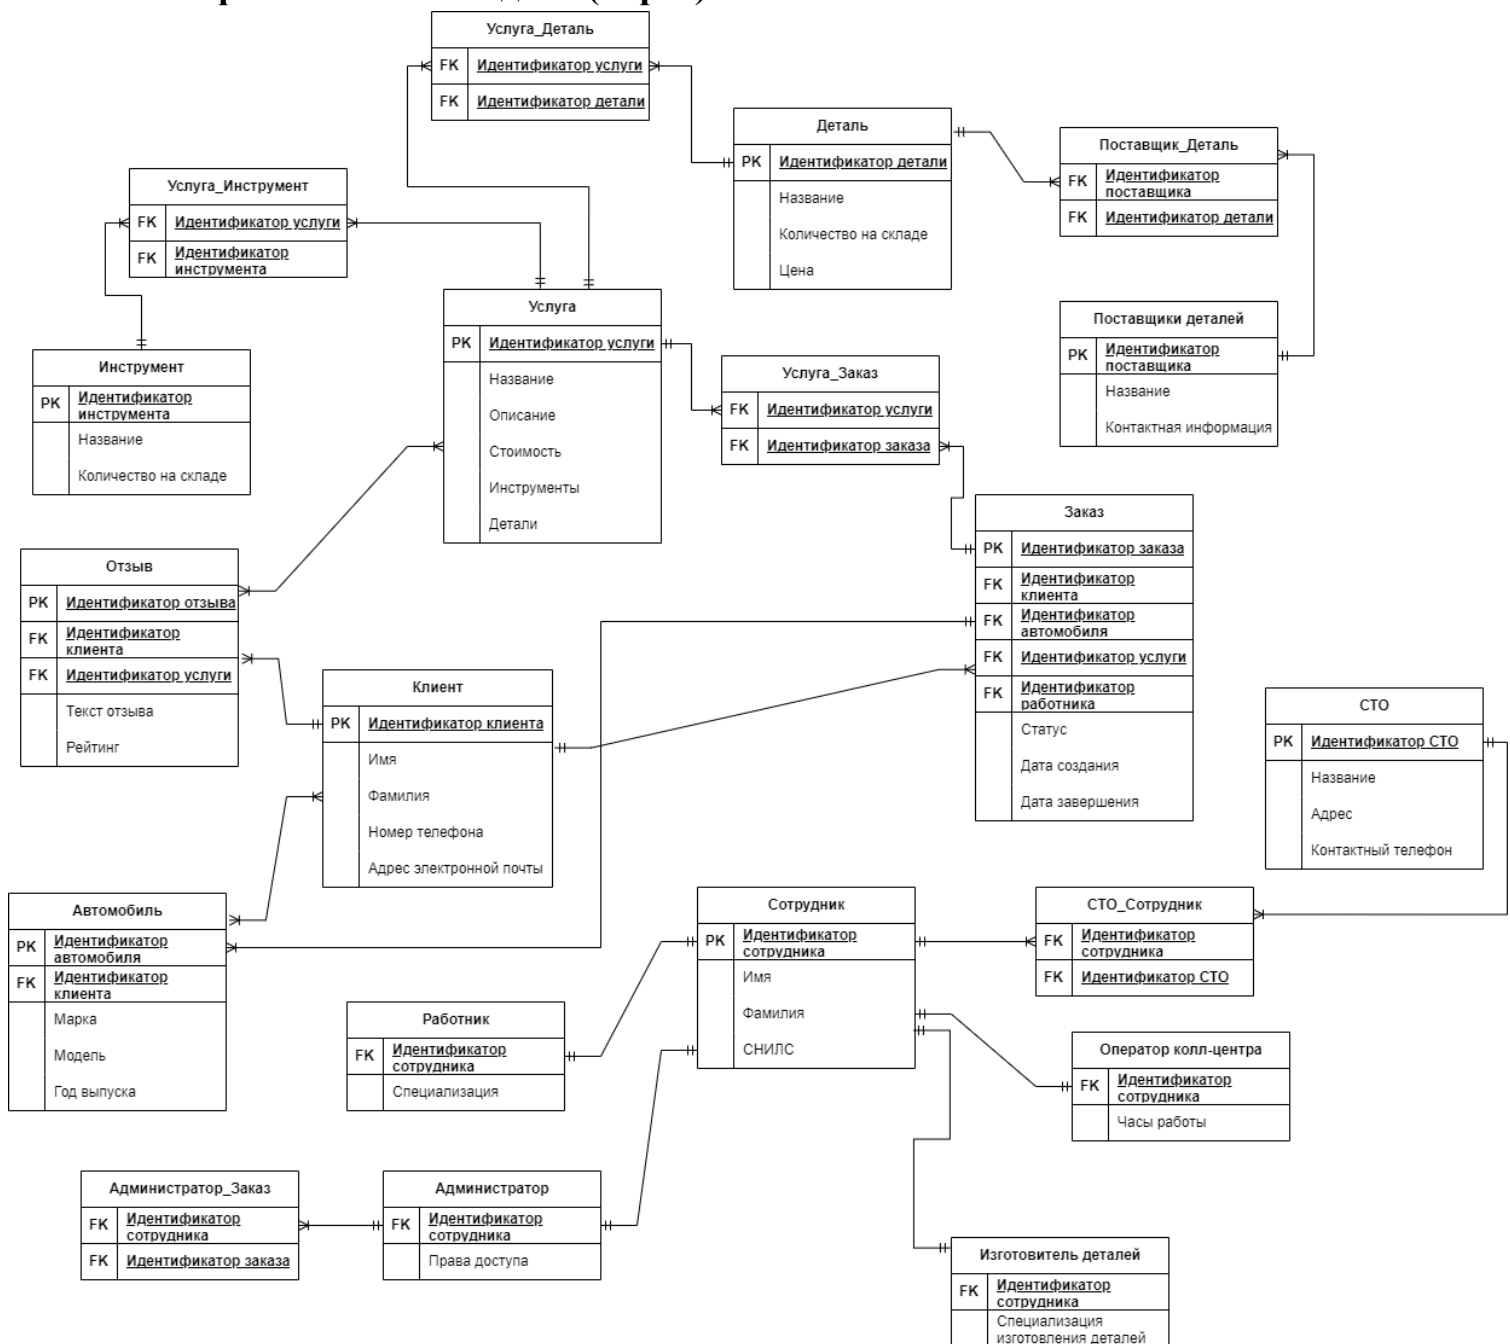 Услуга_Деталь
FK Идентификатор услуги
FK Идентификатор детали
Деталь
PK Идентификатор детали
Название
Количество на складе
Цена
Поставщик_Деталь
FK Идентификатор
поставщика
FK Идентификатор детали
Услуга_Инструмент
FK Идентификатор услуги
FK Идентификатор
инструмента
Услуга
PK Идентификатор услуги
Название
Описание
Стоимость
Инструменты
Детали
Поставщики деталей
PK Идентификатор
поставщика
Название
Контактная информация
Инструмент
PK Идентификатор
инструмента
Название
Количество на складе
Услуга_Заказ
FK Идентификатор услуги
FK Идентификатор заказа
Заказ
PK Идентификатор заказа
FK Идентификатор
клиента
FK Идентификатор
автомобиля
FK Идентификатор услуги
FK Идентификатор
работника
Статус
Дата создания
Дата завершения
Отзыв
PK Идентификатор отзыва
FK Идентификатор
клиента
FK Идентификатор услуги
Текст отзыва
Рейтинг
Клиент
PK Идентификатор клиента
Имя
Фамилия
Номер телефона
Адрес электронной почты
СТО
PK Идентификатор СТО
Название
Адрес
Контактный телефон
Автомобиль
PK Идентификатор
автомобиля
FK Идентификатор
клиента
Марка
Модель
Год выпуска
Сотрудник
PK Идентификатор
сотрудника
Имя
Фамилия
СНИЛС
СТО_Сотрудник
FK Идентификатор
сотрудника
FK Идентификатор СТО
Работник
FK Идентификатор
сотрудника
Специализация
Оператор колл-центра
FK Идентификатор
сотрудника
Часы работы
Администратор_Заказ
FK Идентификатор
сотрудника
FK Идентификатор заказа
Администратор
FK Идентификатор
сотрудника
Права доступа
Изготовитель деталей
FK Идентификатор
сотрудника
Специализация
изготовления деталей